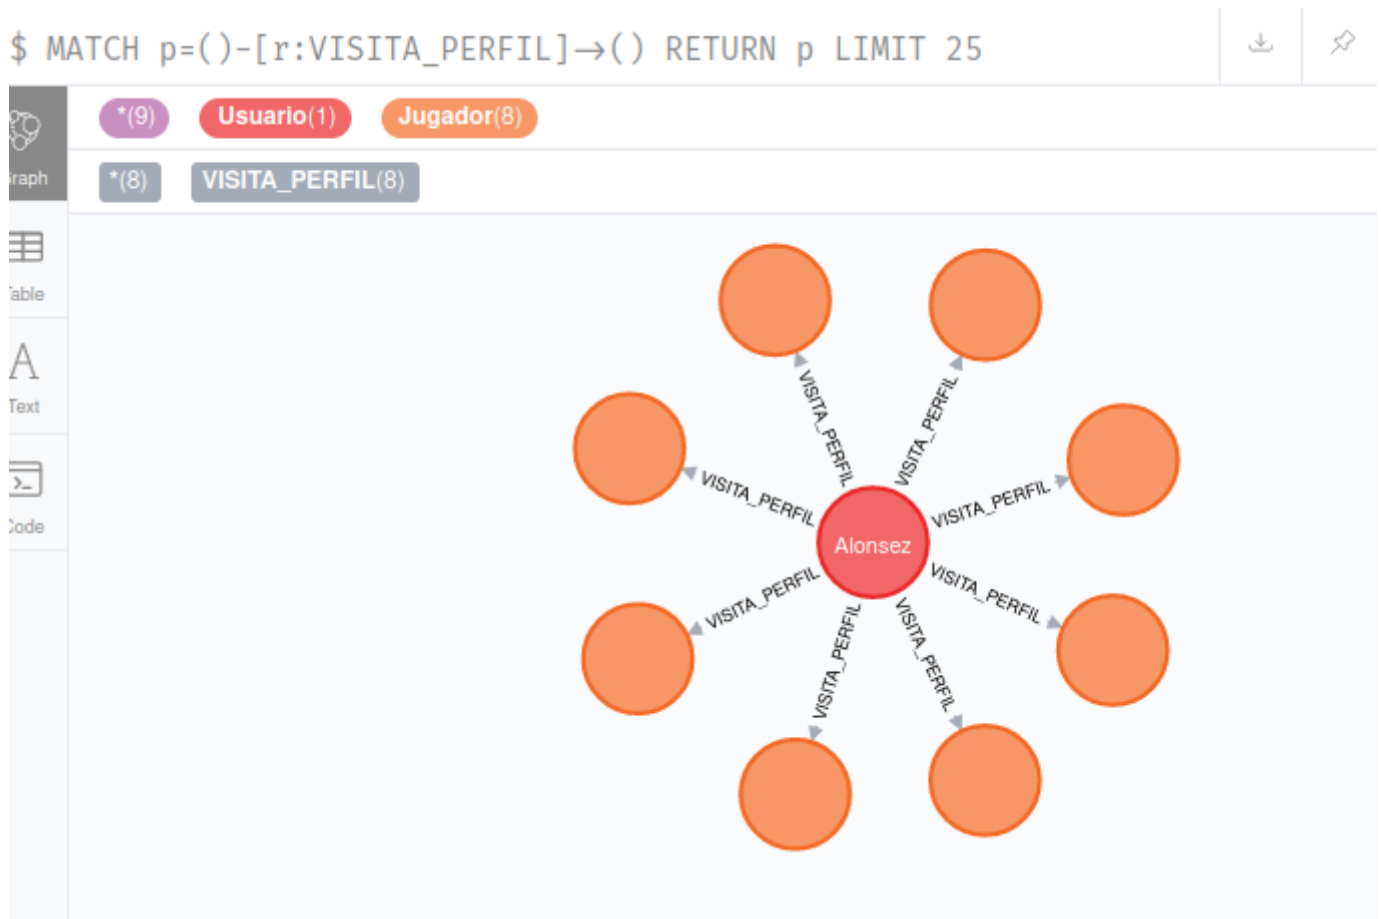 $ MATCH p=()-[r:VISITA_PERFIL]→() RETURN p LIMIT 25
*(9) Usuario(1) Jugador(8)
*(8) VISITA_PERFIL(8)
raph
able
Text
ode
VISITA_PERFIL
VISITA_PERFIL
VISITA_PERFIL
VISITA_PERFIL
Alonsez
VISITA_PERFIL
VISITA_PERFIL
VISITA_PERFIL
VISITA_PERFIL